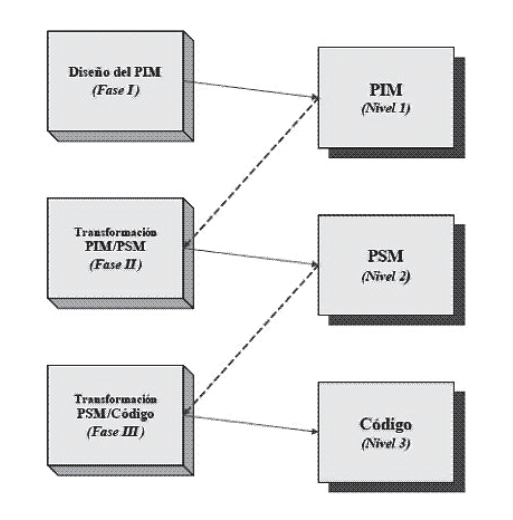 Diseño del PIM
(Fase I)
PIM
(Nivel 1)
Transformación
PIM/PSM
(Fase II)
PSM
(Nivel 2)
Transformación
PSM/Código
(Fase III)
Código
(Nivel 3)